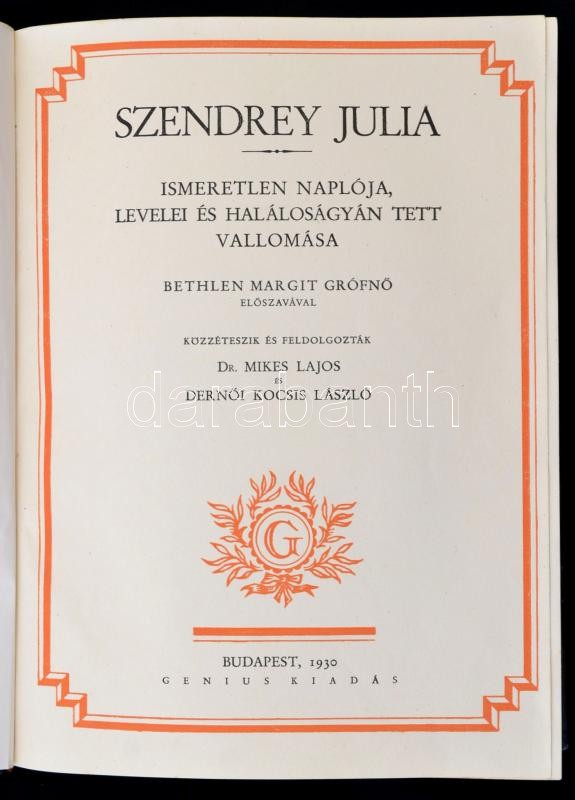 SZENDREY JULIA
ISMERETLEN NAPLÓJA,
LEVELEI ÉS HALÁLOSÁGYÁN TETT
VALLOMÁSA
BETHLEN MARGIT GRÓFNŐ
ELŐSZAVÁVAL
KÖZZÉTESZIK ÉS FELDOLGOZTÁK
DR. MIKES LAJOS
ÉS
DERNŐI KOCSIS LÁSZLÓ
darabanth
G
BUDAPEST, 1930
GENIUS KIADÁS